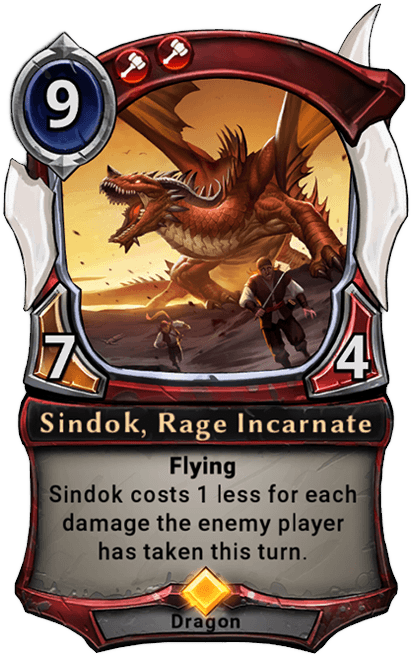 9
7
4
Sindok, Rage Incarnate
Flying
Sindok costs 1 less for each
damage the enemy player
has taken this turn.
Dragon